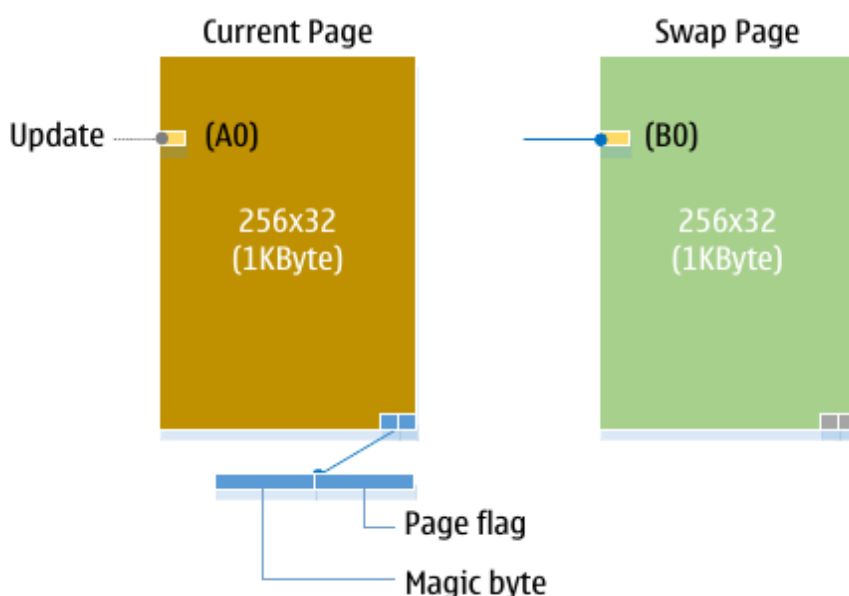 Current Page
Swap Page
Update
(A0)
(B0)
256x32
(1KByte)
256x32
(1KByte)
Page flag
Magic byte